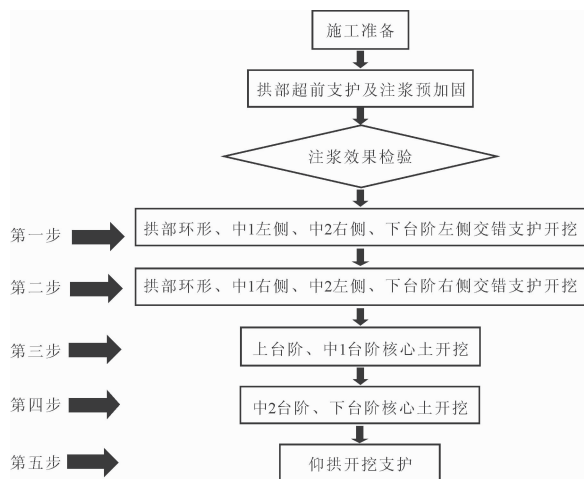 施工准备
拱部超前支护及注浆预加固
注浆效果检验
第一步
拱部环形、中1左侧、中2右侧、下台阶左侧交错支护开挖
第二步
拱部环形、中1右侧、中2左侧、下台阶右侧交错支护开挖
第三步
上台阶、中1台阶核心土开挖
第四步
中2台阶、下台阶核心土开挖
第五步
仰拱开挖支护